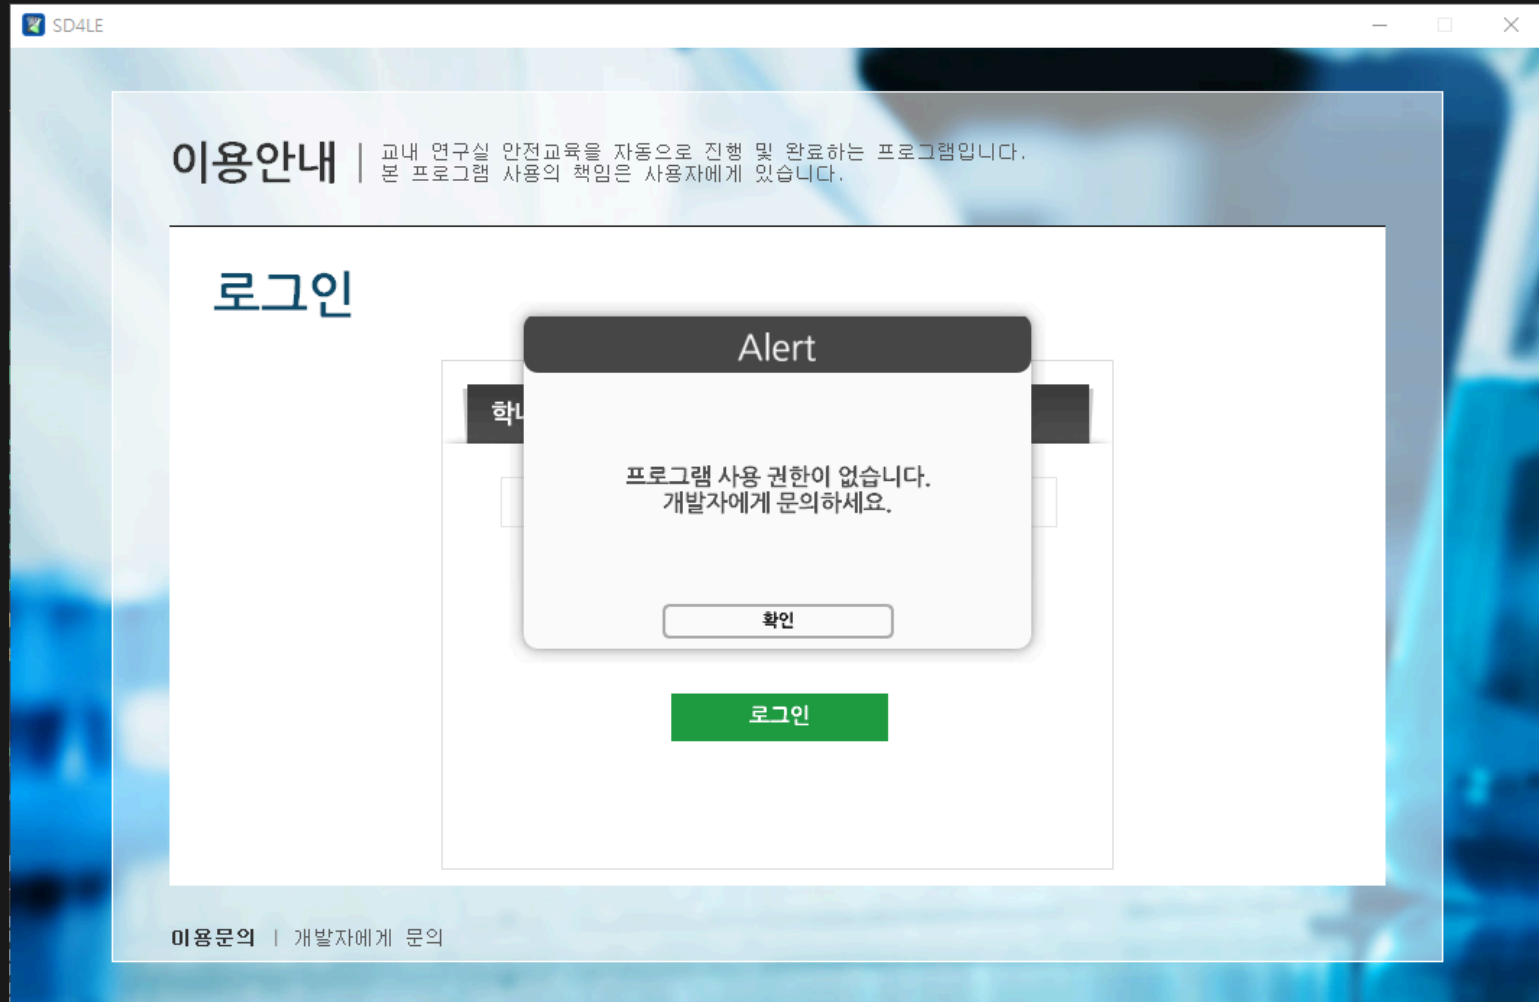 SD4LE
이용안내
교내 연구실 안전교육을 자동으로 진행 및 완료하는 프로그램입니다.
본 프로그램 사용의 책임은 사용자에게 있습니다.
로그인
Alert
프로그램 사용 권한이 없습니다.
개발자에게 문의하세요.
확인
로그인
이용문의 | 개발자에게 문의